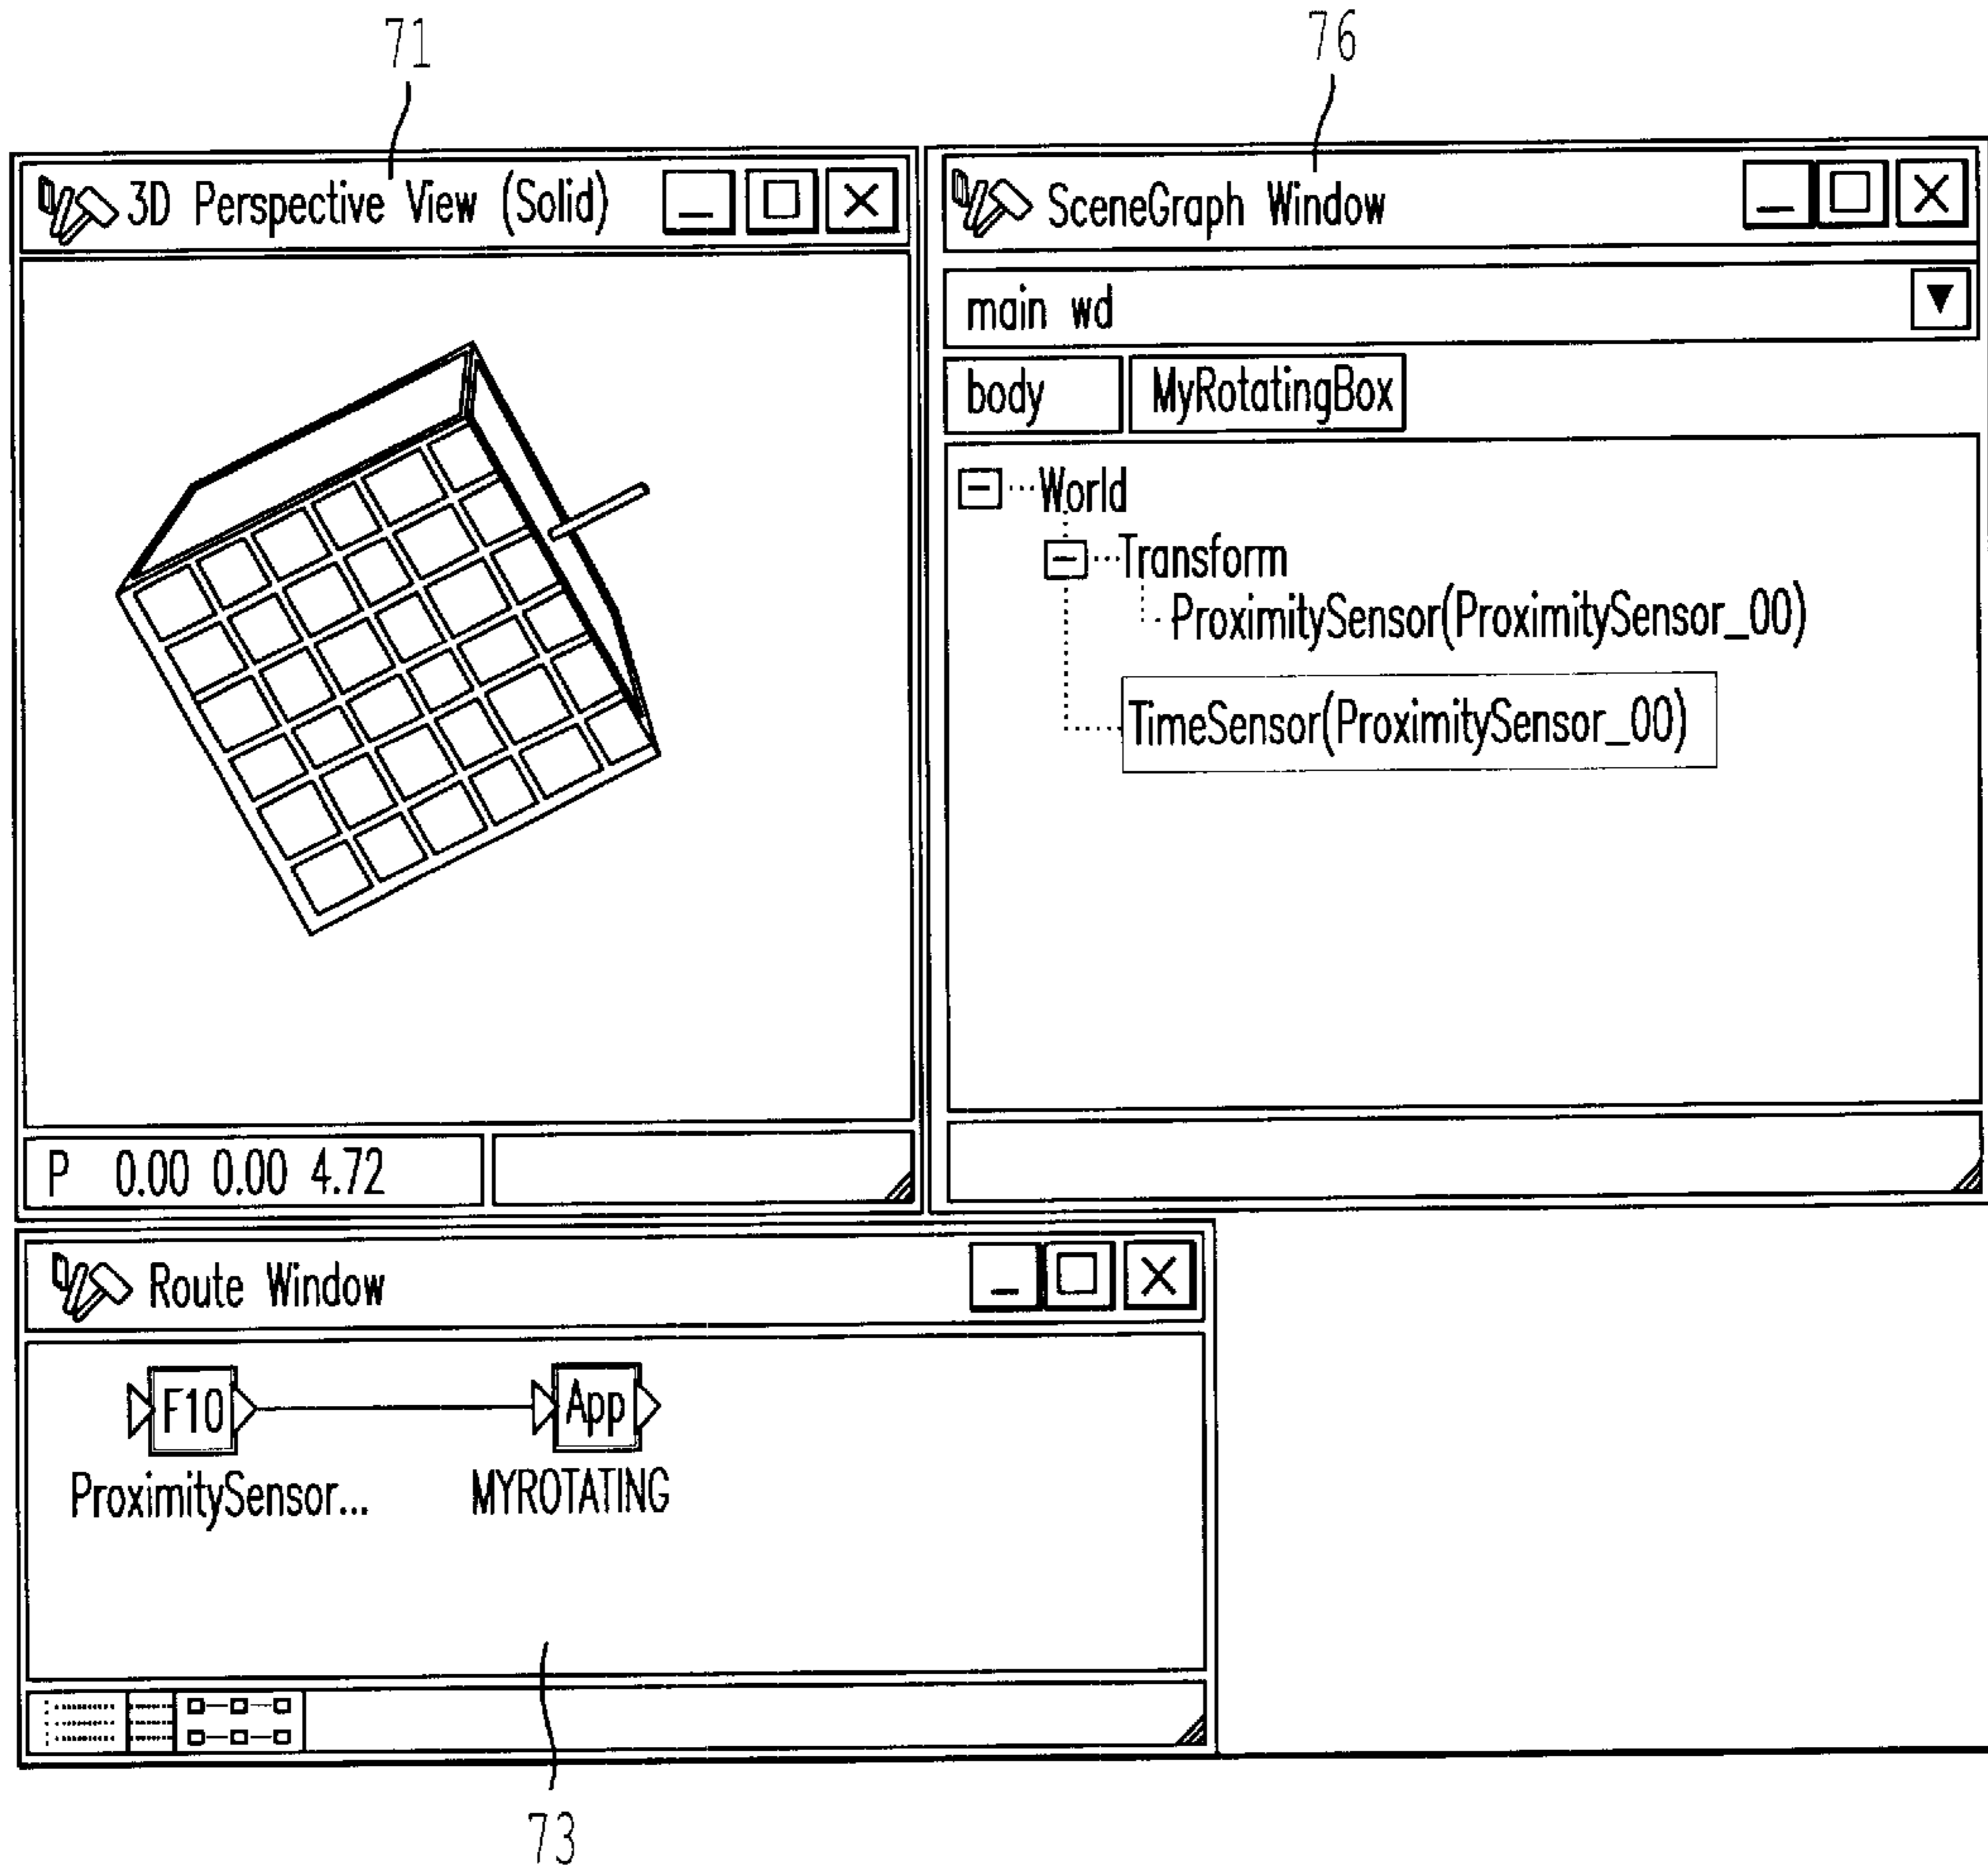 71
76
3D Perspective View (Solid)
SceneGraph Window
main wd
body MyRotatingBox
World
Transform
ProximitySensor(ProximitySensor_00)
TimeSensor(ProximitySensor_00)
P 0.00 0.00 4.72
Route Window
F10 App
ProximitySensor... MYROTATING
73